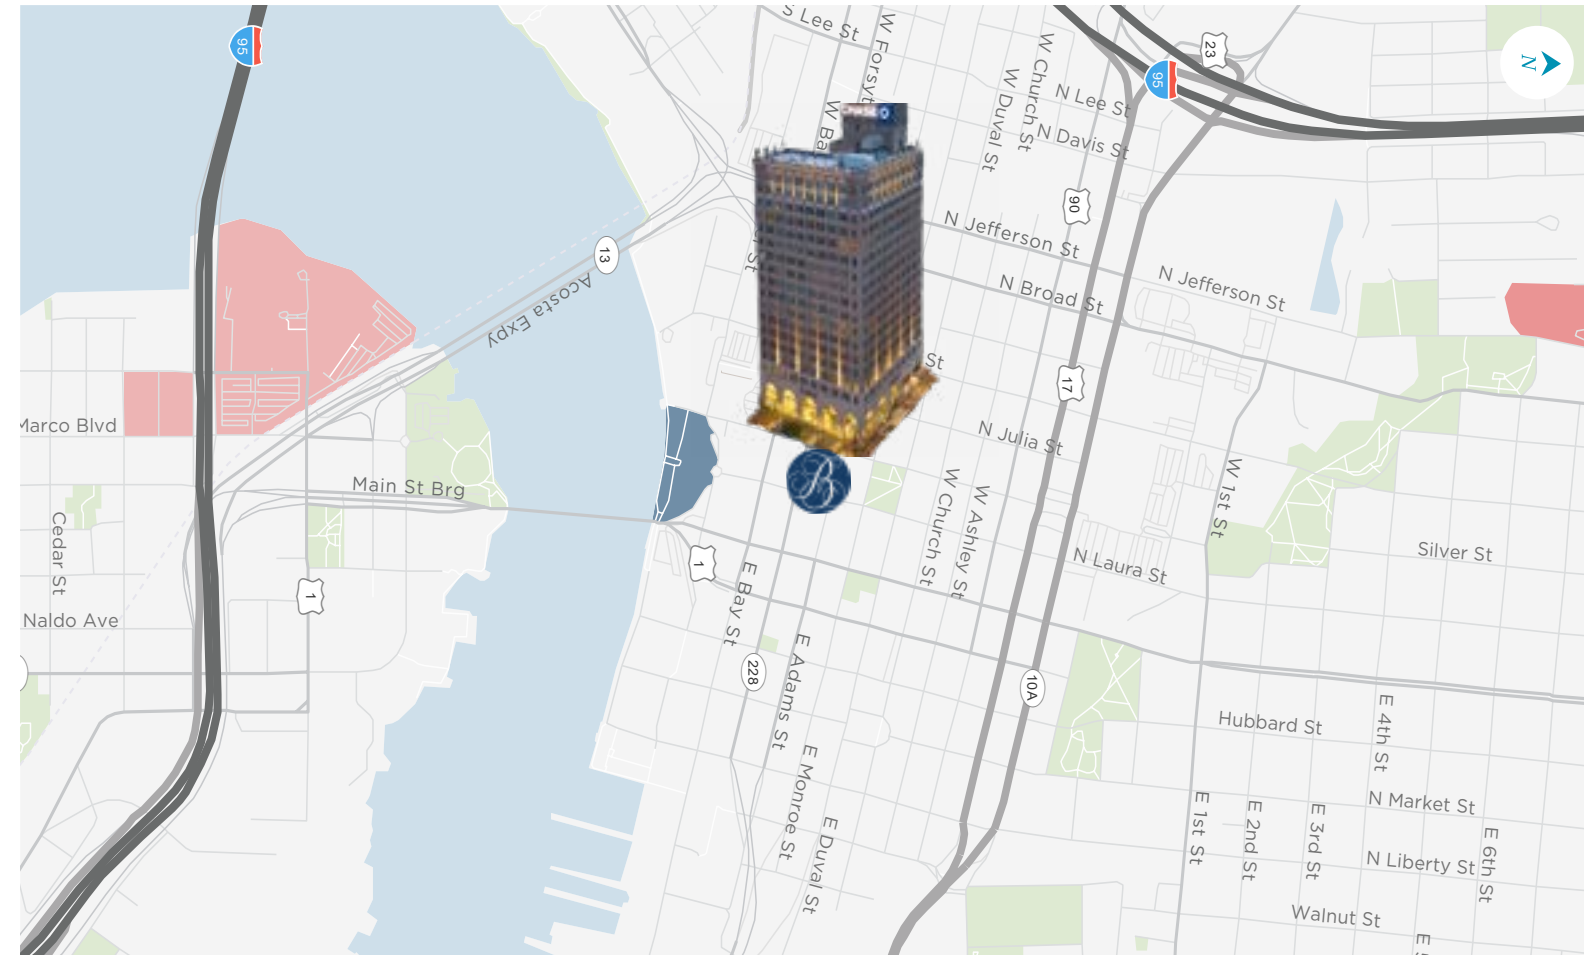 S Lee St
W Forsyt
W Church St
W Duval St
W Ba
N Lee St
N Davis St
23
95
95
N
90
N Jefferson St
N Jefferson St
N Broad St
13
Acosta Expy
St
St
17
N Julia St
Marco Blvd
Main St Brg
B
W Church St
W Ashley St
W 1st St
Cedar St
Silver St
N Laura St
1
1
Naldo Ave
E Bay St
228
E Adams St
10A
Hubbard St
E 4th St
E Monroe St
E Duval St
N Market St
E 1st St
E 2nd St
E 3rd St
E 6th St
N Liberty St
Walnut St
E